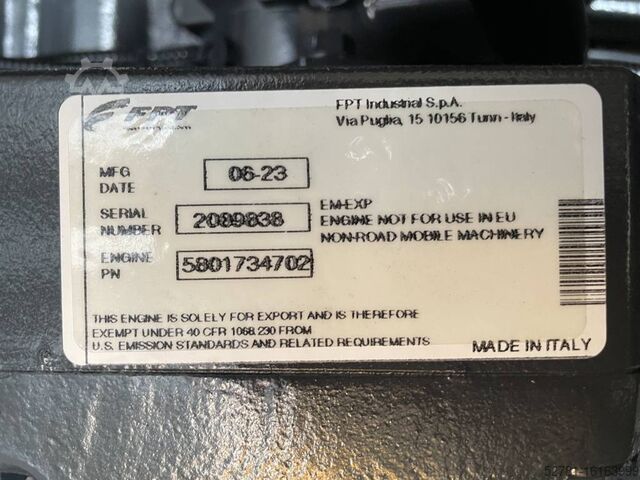 FPT
FPT Industrial S.p.A.
Via Puglia, 15 10156 Turin - Italy
MFG
DATE
06-23
SERIAL
NUMBER
2089838
EM-EXP
ENGINE NOT FOR USE IN EU
NON-ROAD MOBILE MACHINERY
ENGINE
PN
5801734702
THIS ENGINE IS SOLELY FOR EXPORT AND IS THEREFORE
EXEMPT UNDER 40 CFR 1068.230 FROM
U.S. EMISSION STANDARDS AND RELATED REQUIREMENTS
MADE IN ITALY